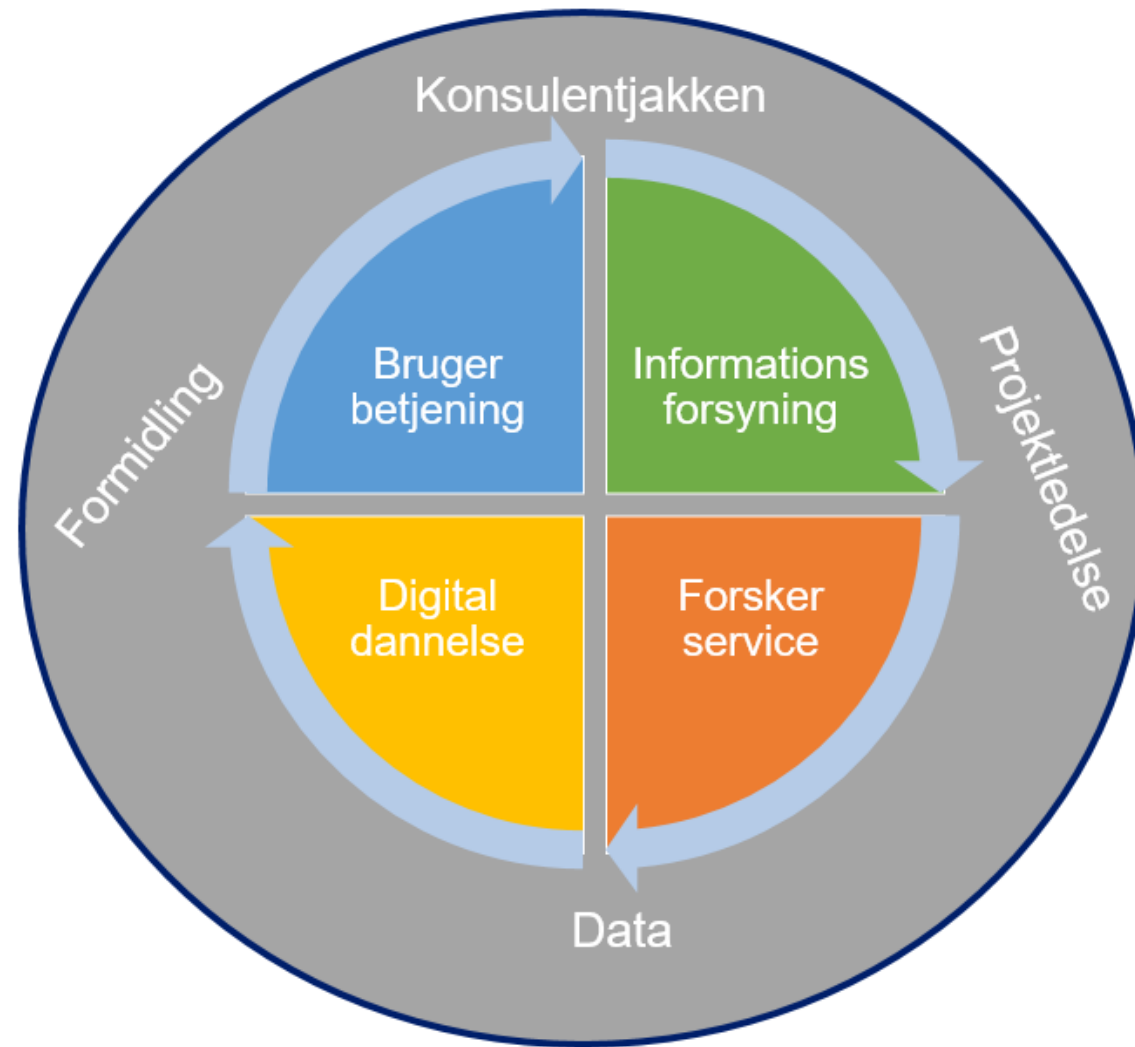 Konsulentjakken
Bruger
betjening
Informations
forsyning
Formidling
Projektledelse
Digital
dannelse
Forsker
service
Data